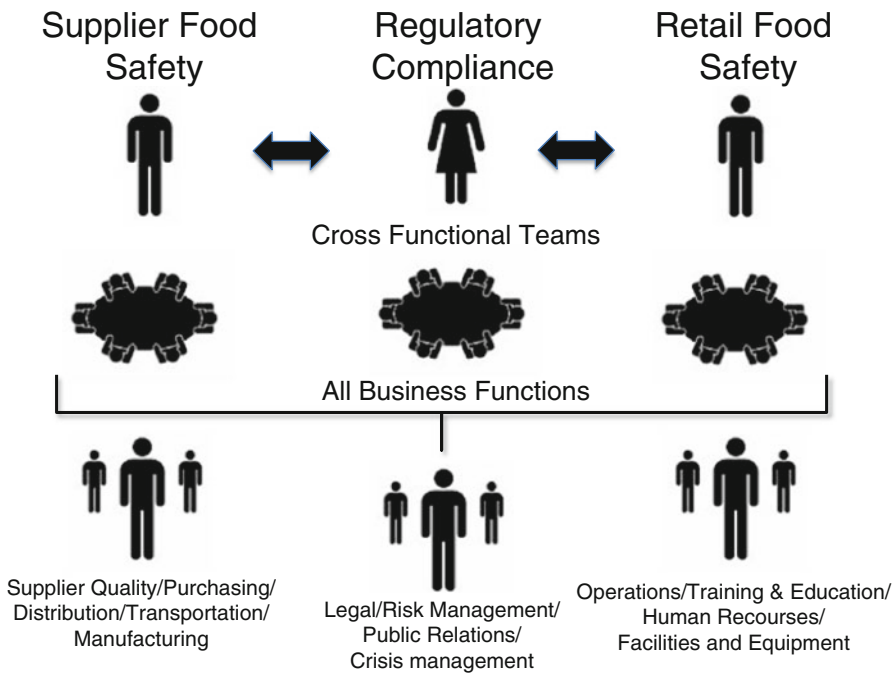 Supplier Food
Safety
Regulatory
Compliance
Retail Food
Safety
Cross Functional Teams
All Business Functions
Supplier Quality/Purchasing/
Distribution/Transportation/
Manufacturing
Legal/Risk Management/
Public Relations/
Crisis management
Operations/Training & Education/
Human Recourses/
Facilities and Equipment